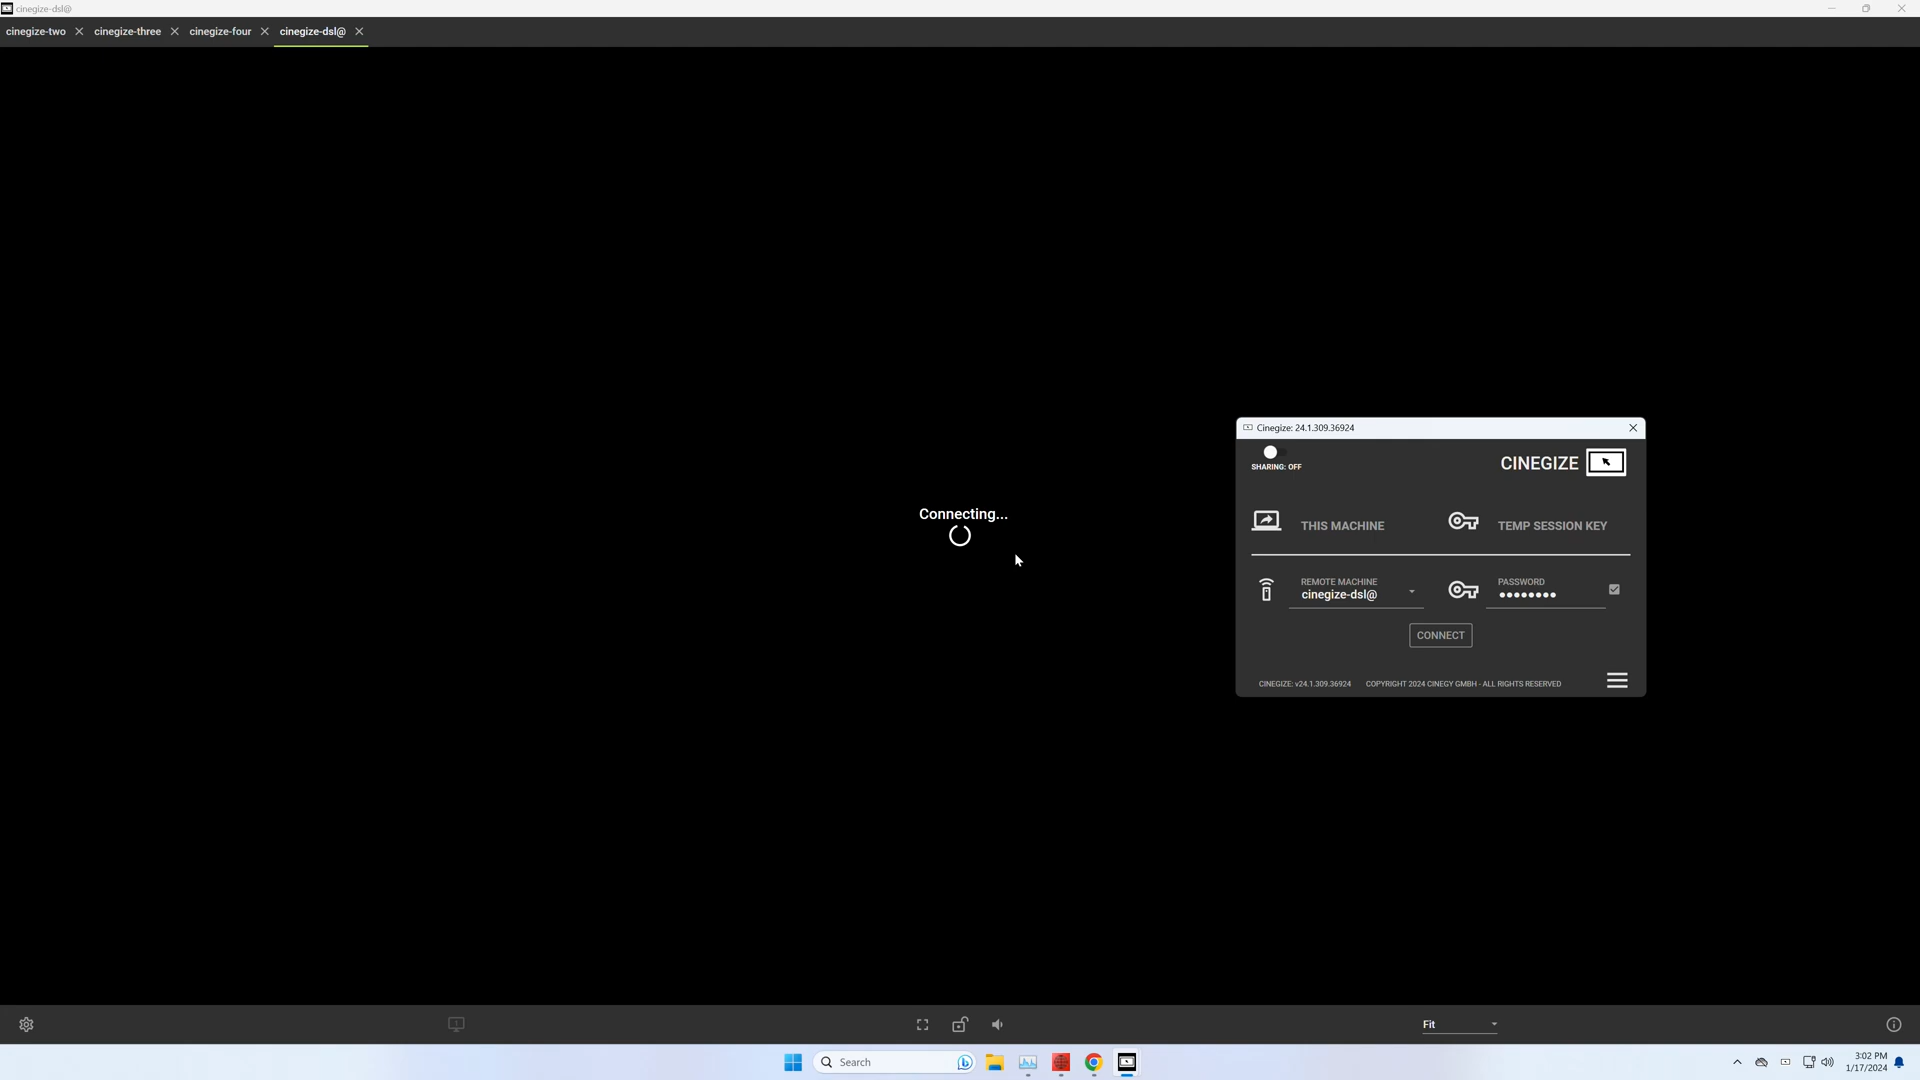 cinegize-dsl@
cinegize-two cinegize-three cinegize-four cinegize-dsl@
Connecting...
Cinegize: 24.1.309.36924
SHARING: OFF
CINEGIZE
THIS MACHINE TEMP SESSION KEY
REMOTE MACHINE PASSWORD
cinegize-dsl@ ••••••••
CONNECT
CINEGIZE: v24.1.309.36924 COPYRIGHT 2024 CINEGY GMBH - ALL RIGHTS RESERVED
1 Fit
Search
3:02 PM
1/17/2024